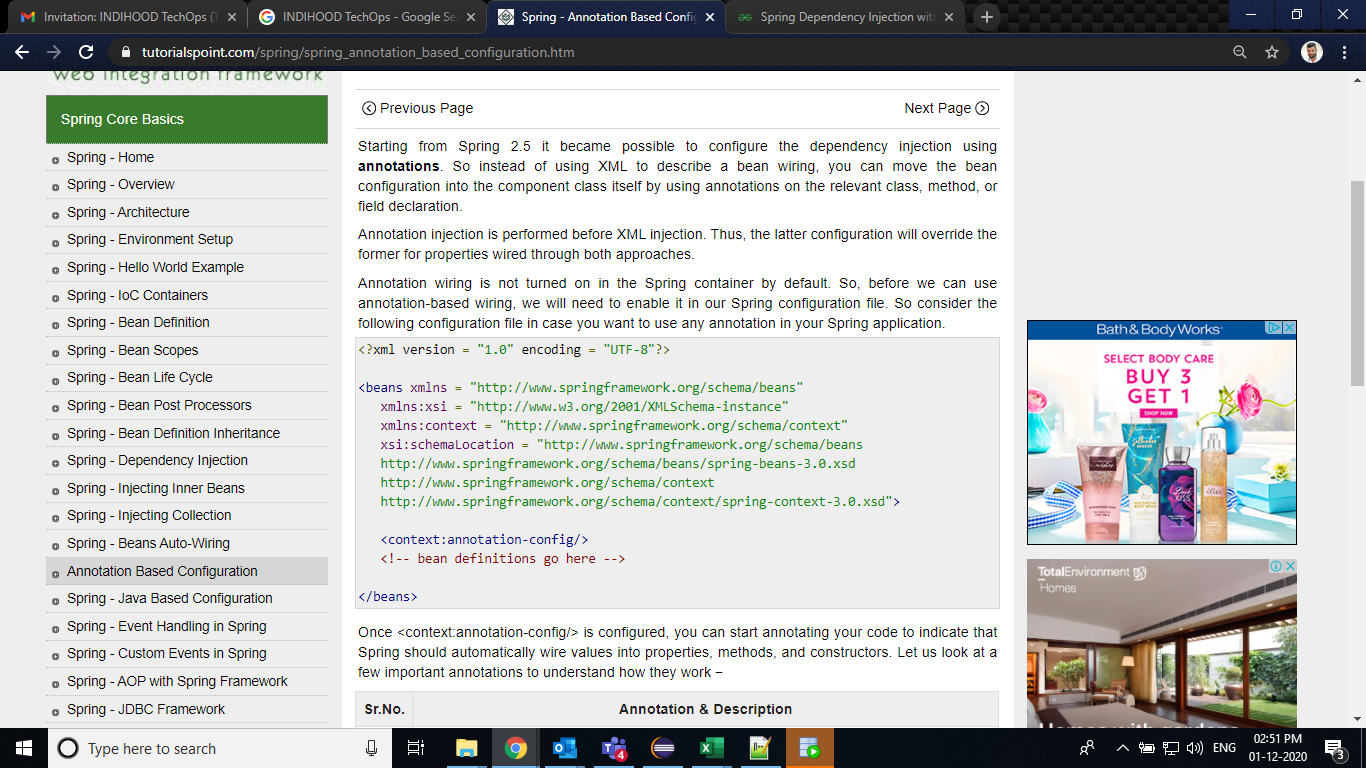 Invitation: INDIHOOD TechOps (T
INDIHOOD TechOps - Google Se
Spring - Annotation Based Config
Spring Dependency Injection with
tutorialspoint.com/spring/spring_annotation_based_configuration.htm
web integration framework
Spring Core Basics
Spring - Home
Spring - Overview
Spring - Architecture
Spring - Environment Setup
Spring - Hello World Example
Spring - IoC Containers
Spring - Bean Definition
Spring - Bean Scopes
Spring - Bean Life Cycle
Spring - Bean Post Processors
Spring - Bean Definition Inheritance
Spring - Dependency Injection
Spring - Injecting Inner Beans
Spring - Injecting Collection
Spring - Beans Auto-Wiring
Annotation Based Configuration
Spring - Java Based Configuration
Spring - Event Handling in Spring
Spring - Custom Events in Spring
Spring - AOP with Spring Framework
Spring - JDBC Framework
Previous Page
Next Page
Starting from Spring 2.5 it became possible to configure the dependency injection using
annotations. So instead of using XML to describe a bean wiring, you can move the bean
configuration into the component class itself by using annotations on the relevant class, method, or
field declaration.
Annotation injection is performed before XML injection. Thus, the latter configuration will override the
former for properties wired through both approaches.
Annotation wiring is not turned on in the Spring container by default. So, before we can use
annotation-based wiring, we will need to enable it in our Spring configuration file. So consider the
following configuration file in case you want to use any annotation in your Spring application.
<?xml version = "1.0" encoding = "UTF-8"?>
<beans xmlns = "http://www.springframework.org/schema/beans"
xmlns:xsi = "http://www.w3.org/2001/XMLSchema-instance"
xmlns:context = "http://www.springframework.org/schema/context"
xsi:schemaLocation = "http://www.springframework.org/schema/beans
http://www.springframework.org/schema/beans/spring-beans-3.0.xsd
http://www.springframework.org/schema/context
http://www.springframework.org/schema/context/spring-context-3.0.xsd">
<context:annotation-config/>
<!-- bean definitions go here -->
</beans>
Once <context:annotation-config/> is configured, you can start annotating your code to indicate that
Spring should automatically wire values into properties, methods, and constructors. Let us look at a
few important annotations to understand how they work −
Sr.No.
Annotation & Description
Bath & Body Works
SELECT BODY CARE
BUY 3
GET 1
SHOP NOW
TotalEnvironment
Homes
Homes with gardens
Type here to search
4
ENG
02:51 PM
01-12-2020
3